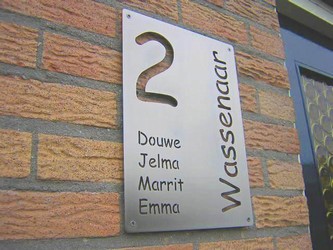 2
Douwe
Jelma
Marrit
Emma
Wassenaar